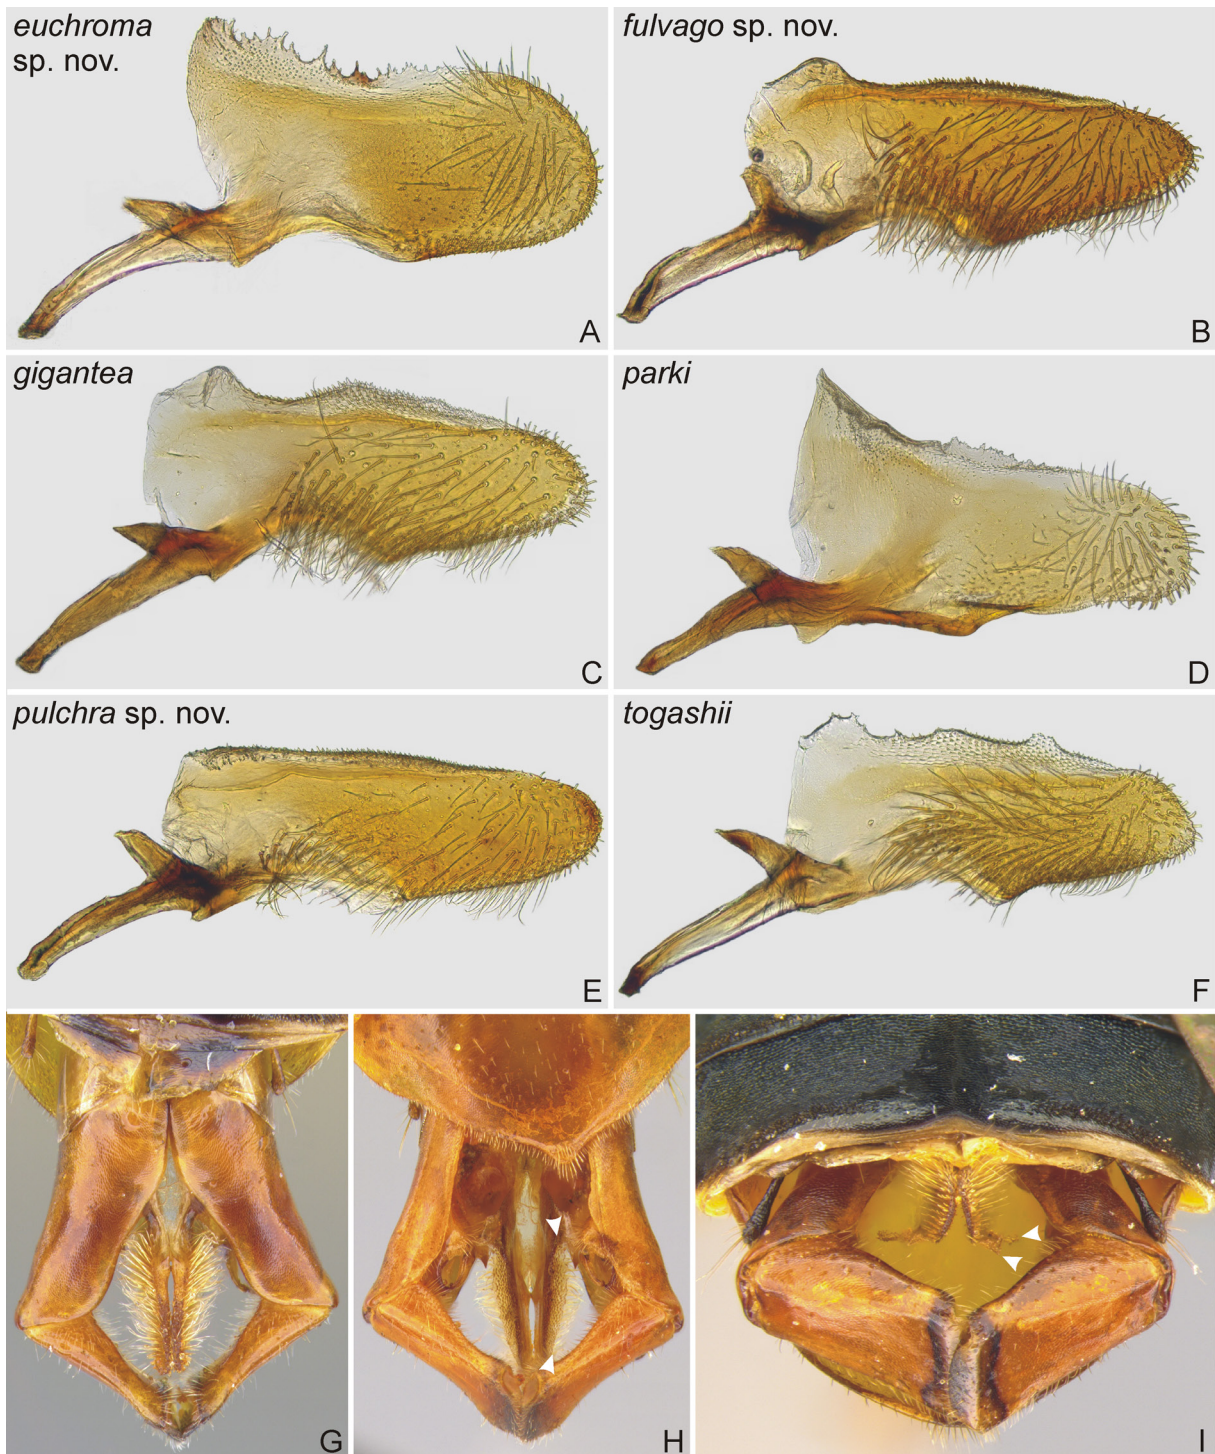 euchroma
sp. nov.
A
fulvago sp. nov.
B
gigantea
C
parki
D
pulchra sp. nov.
E
togashii
F
G
H
I